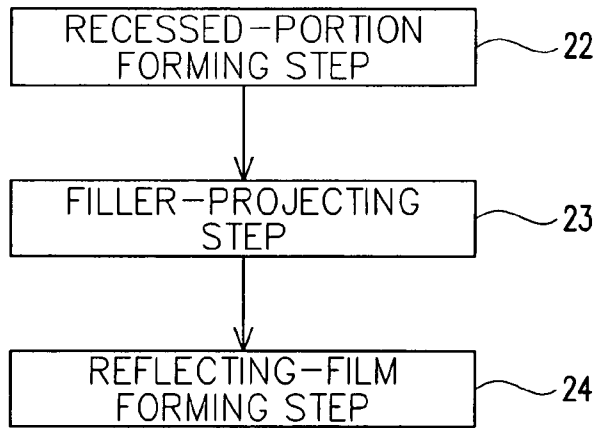 RECESSED-PORTION
FORMING STEP
22
FILLER-PROJECTING
STEP
23
REFLECTING-FILM
FORMING STEP
24